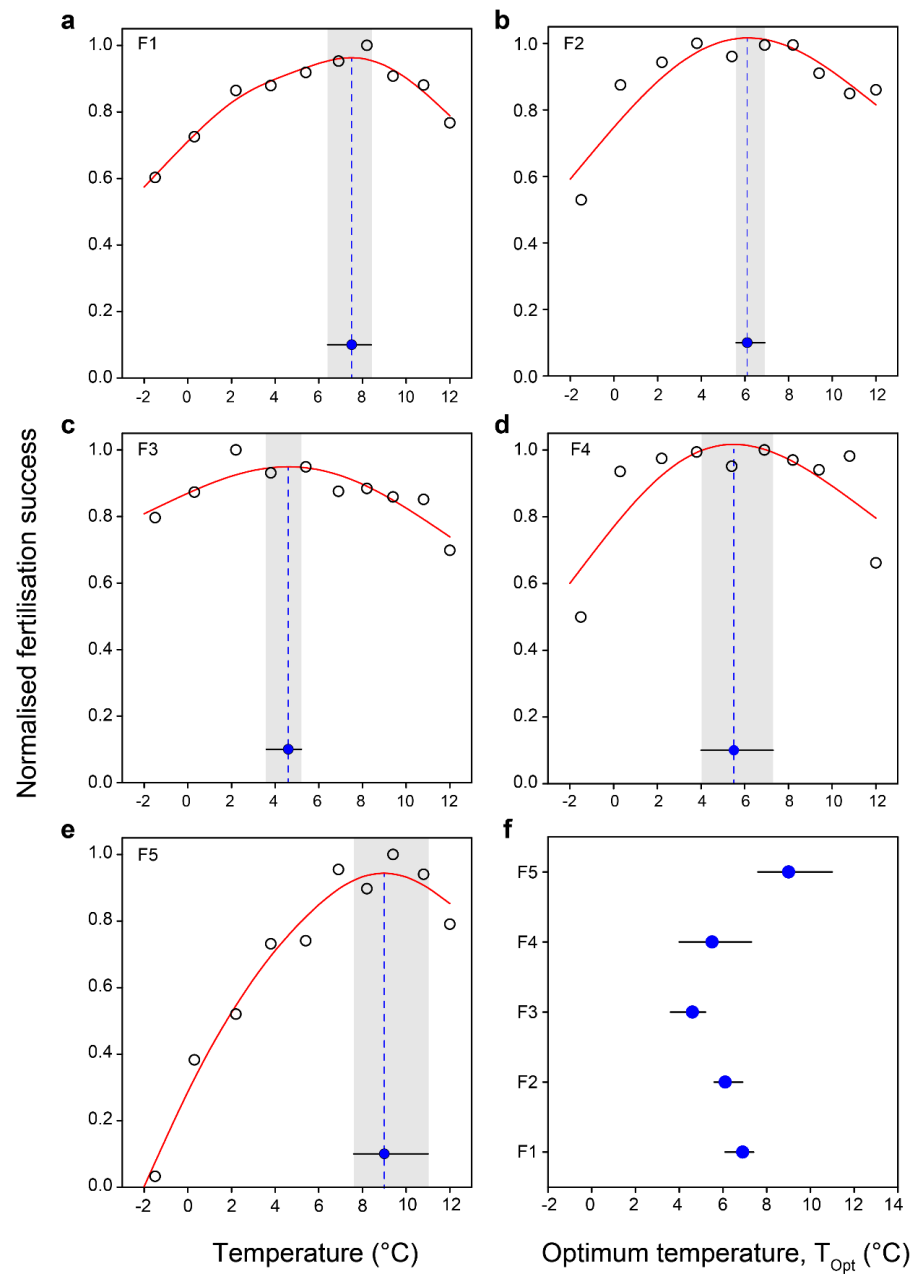 a
F1
1.0
0.8
0.6
0.4
0.2
0.0
-2 0 2 4 6 8 10 12
b
F2
1.0
0.8
0.6
0.4
0.2
0.0
-2 0 2 4 6 8 10 12
c
F3
1.0
0.8
0.6
0.4
0.2
0.0
-2 0 2 4 6 8 10 12
d
F4
1.0
0.8
0.6
0.4
0.2
0.0
-2 0 2 4 6 8 10 12
e
F5
1.0
0.8
0.6
0.4
0.2
0.0
-2 0 2 4 6 8 10 12
f
F5
F4
F3
F2
F1
-2 0 2 4 6 8 10 12 14
Normalised fertilisation success
Temperature (°C)
Optimum temperature, TOpt (°C)